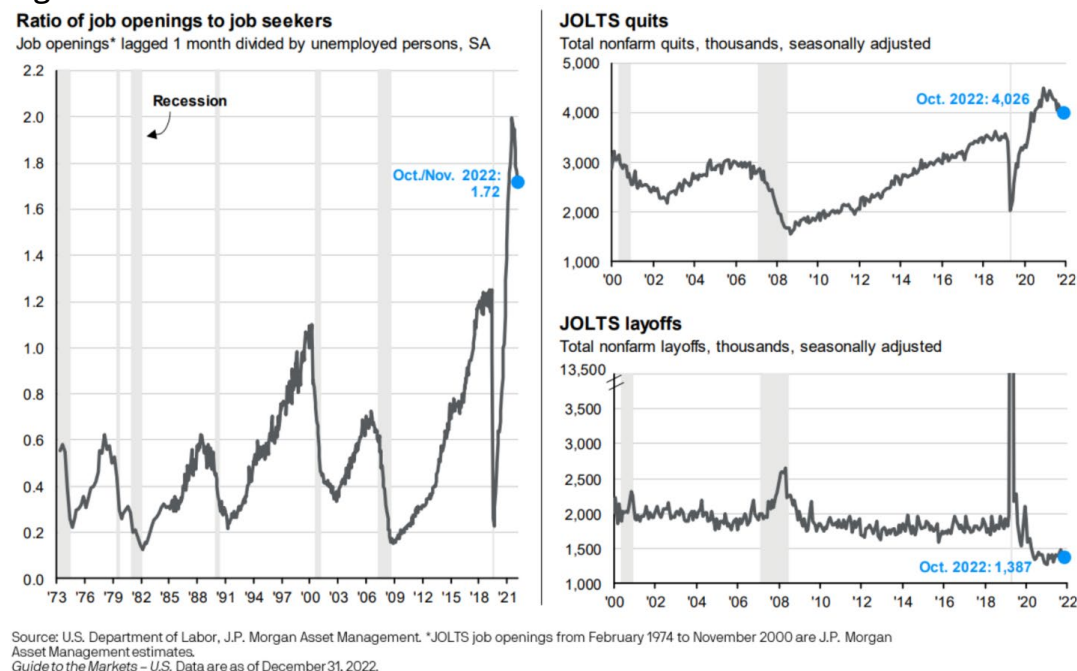 Ratio of job openings to job seekers
Job openings* lagged 1 month divided by unemployed persons, SA
2.2
2.0
1.8
1.6
1.4
1.2
1.0
0.8
0.6
0.4
0.2
0.0
Recession
Oct./Nov. 2022:
1.72
'73 '76 '79 '82 '85 '88 '91 '94 '97 '00 '03 '06 '09 '12 '15 '18 '21
JOLTS quits
Total nonfarm quits, thousands, seasonally adjusted
5,000
4,000
3,000
2,000
1,000
Oct. 2022: 4,026
'00 '02 '04 '06 '08 '10 '12 '14 '16 '18 '20 '22
JOLTS layoffs
Total nonfarm layoffs, thousands, seasonally adjusted
13,500
3,500
3,000
2,500
2,000
1,500
1,000
Oct. 2022: 1,387
'00 '02 '04 '06 '08 '10 '12 '14 '16 '18 '20 '22
Source: U.S. Department of Labor, J.P. Morgan Asset Management. *JOLTS job openings from February 1974 to November 2000 are J.P. Morgan
Asset Management estimates.
Guide to the Markets – U.S. Data are as of December 31, 2022.